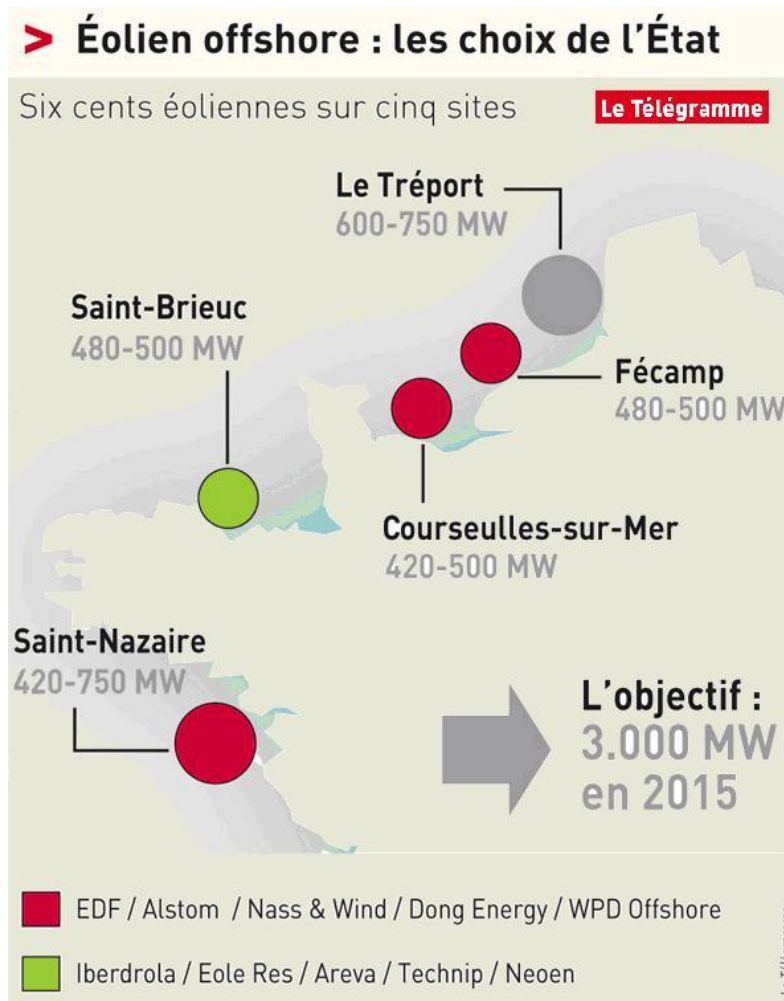 > Éolien offshore : les choix de l'État
Six cents éoliennes sur cinq sites
Le Télégramme
Le Tréport
600-750 MW
Saint-Brieuc
480-500 MW
Fécamp
480-500 MW
Courseulles-sur-Mer
420-500 MW
Saint-Nazaire
420-750 MW
L'objectif :
3.000 MW
en 2015
EDF / Alstom / Nass & Wind / Dong Energy / WPD Offshore
Iberdrola / Eole Res / Areva / Technip / Neoen